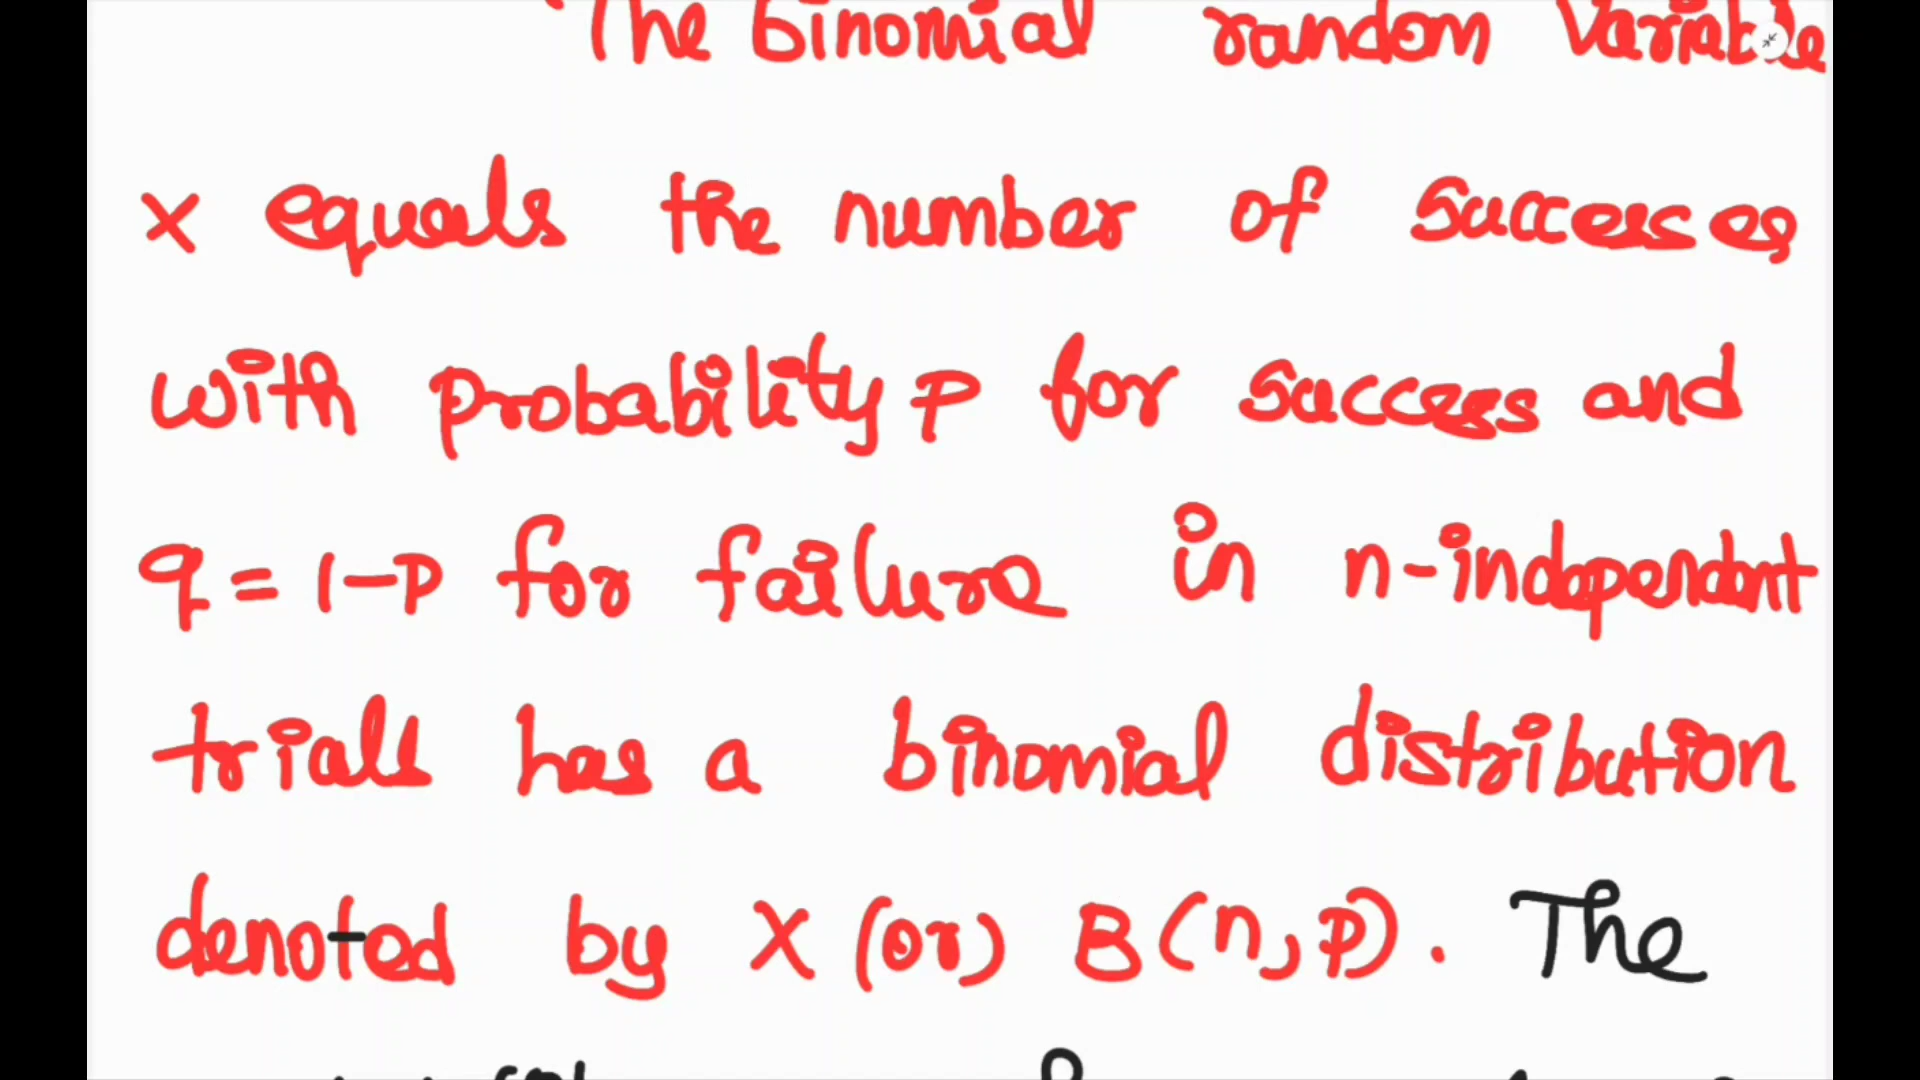 The binomial random Variable
x equals the number of successes
with probability p for success and
q = 1-p for failure in n-independent
trials has a binomial distribution
denoted by X (or) B(n,p). The